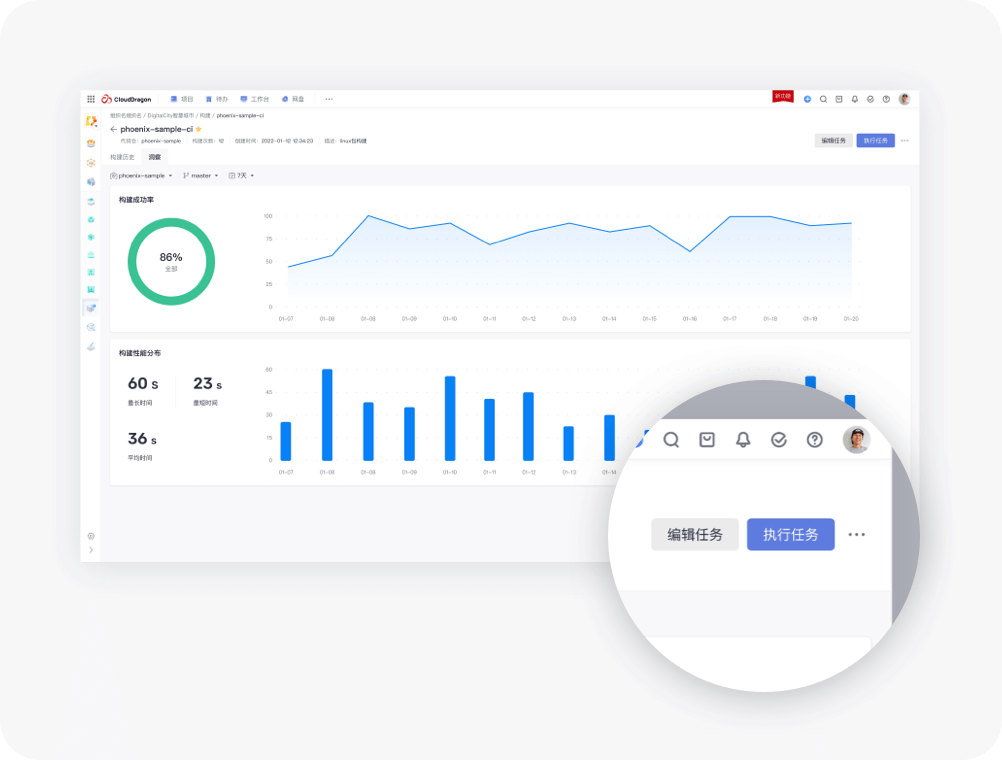 CloudDragon 项目 待办 工作台 网盘 ... 新功能
组织名组织名 / DigitalCity智慧城市 / 构建 / phoenix-sample-ci
phoenix-sample-ci
代码仓: phoenix-sample 构建次数: 12 创建时间: 2022-01-12 12:34:23 描述: linux包构建
编辑任务 执行任务 ...
构建历史 洞察
phoenix-sample master 7天
构建成功率
86%
全部
100
75
50
25
0
01-07 01-08 01-08 01-09 01-10 01-11 01-12 01-13 01-14 01-15 01-16 01-17 01-18 01-19 01-20
构建性能分布
60 s
最长时间
23 s
最短时间
36 s
平均时间
60
45
30
15
0
01-07 01-08 01-08 01-09 01-10 01-11 01-12 01-13 01-14
编辑任务 执行任务 ...